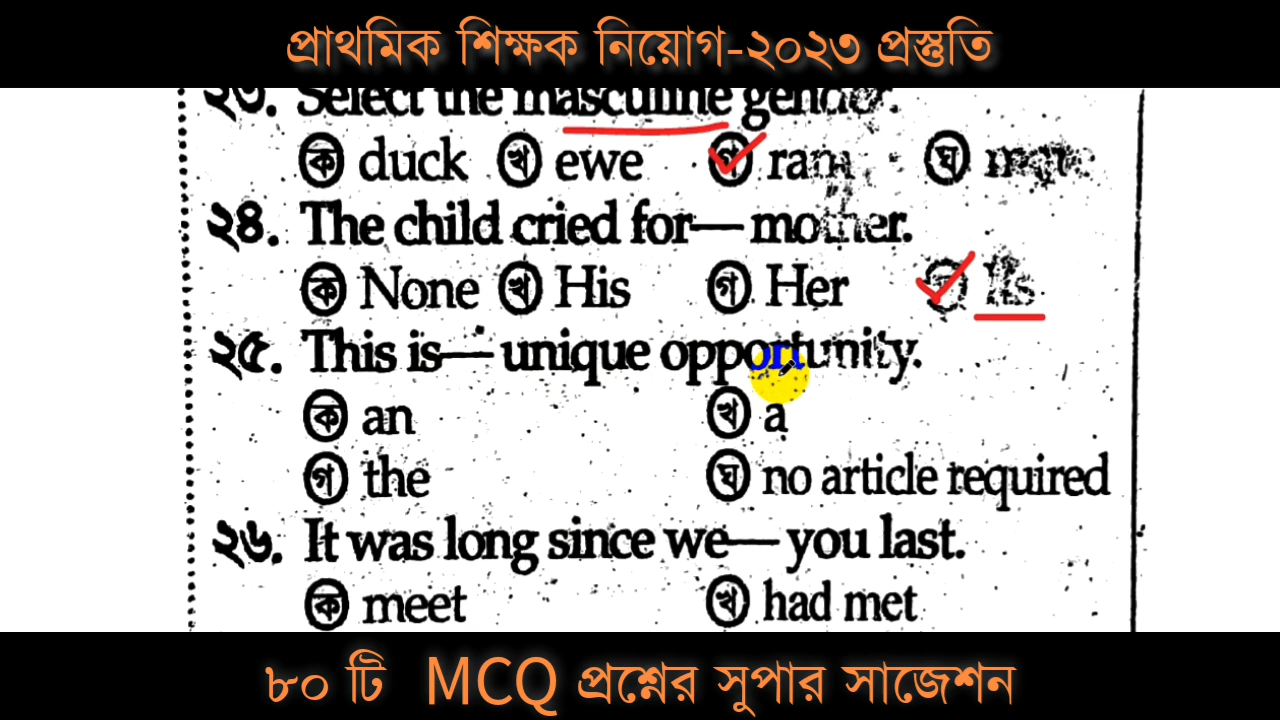 প্রাথমিক শিক্ষক নিয়োগ-২০২৩ প্রস্তুতি
২৩. Select the masculine gender.
ক duck খ ewe গ ram ঘ
২৪. The child cried for— mother.
ক None খ His গ Her ঘ Its
২৫. This is— unique opportunity.
ক an খ a
গ the ঘ no article required
২৬. It was long since we— you last.
ক meet খ had met
৮০ টি MCQ প্রশ্নের সুপার সাজেশন